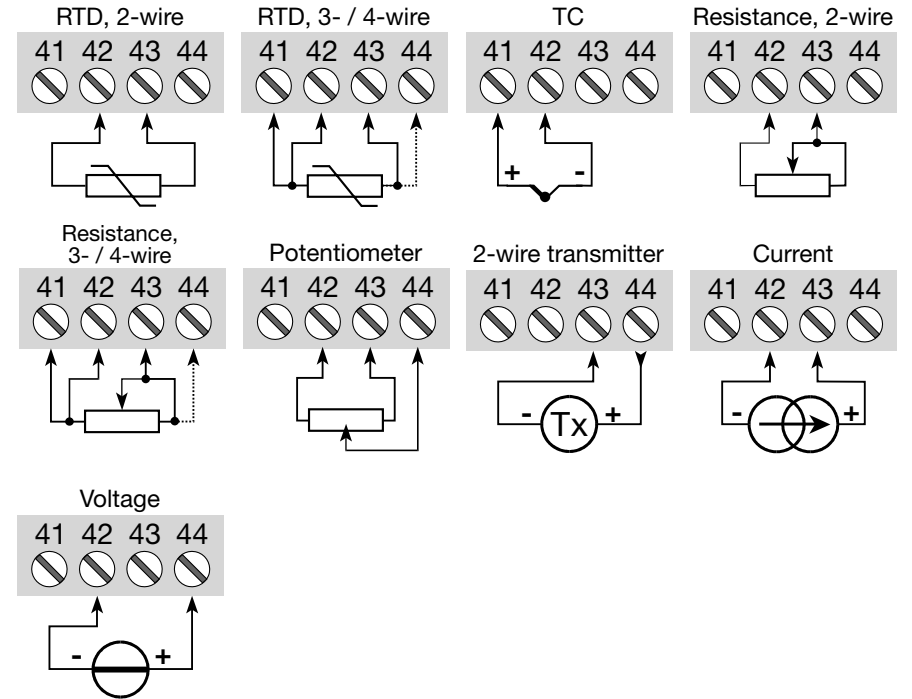 RTD, 2-wire
41 42 43 44
RTD, 3- / 4-wire
41 42 43 44
TC
41 42 43 44
+ -
Resistance, 2-wire
41 42 43 44
Resistance,
3- / 4-wire
41 42 43 44
Potentiometer
41 42 43 44
2-wire transmitter
41 42 43 44
- Tx +
Current
41 42 43 44
- +
Voltage
41 42 43 44
- +